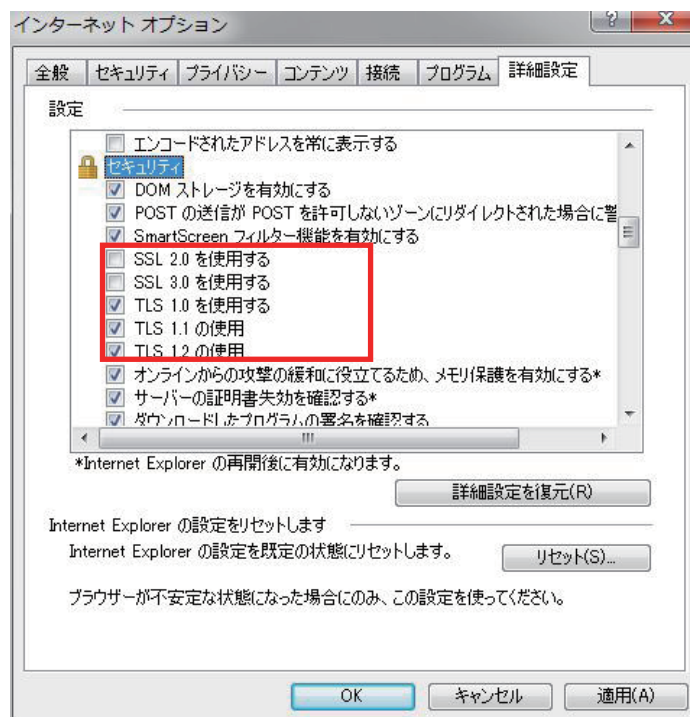 インターネット オプション
全般 セキュリティ プライバシー コンテンツ 接続 プログラム 詳細設定
設定
エンコードされたアドレスを常に表示する
セキュリティ
DOM ストレージを有効にする
POST の送信が POST を許可しないゾーンにリダイレクトされた場合に警
SmartScreen フィルター機能を有効にする
SSL 2.0 を使用する
SSL 3.0 を使用する
TLS 1.0 を使用する
TLS 1.1 の使用
TLS 1.2 の使用
オンラインからの攻撃の緩和に役立てるため、メモリ保護を有効にする*
サーバーの証明書失効を確認する*
ダウンロードしたプログラムの署名を確認する
*Internet Explorer の再開後に有効になります。
詳細設定を復元(R)
Internet Explorer の設定をリセットします
Internet Explorer の設定を既定の状態にリセットします。
リセット(S)...
ブラウザーが不安定な状態になった場合にのみ、この設定を使ってください。
OK キャンセル 適用(A)